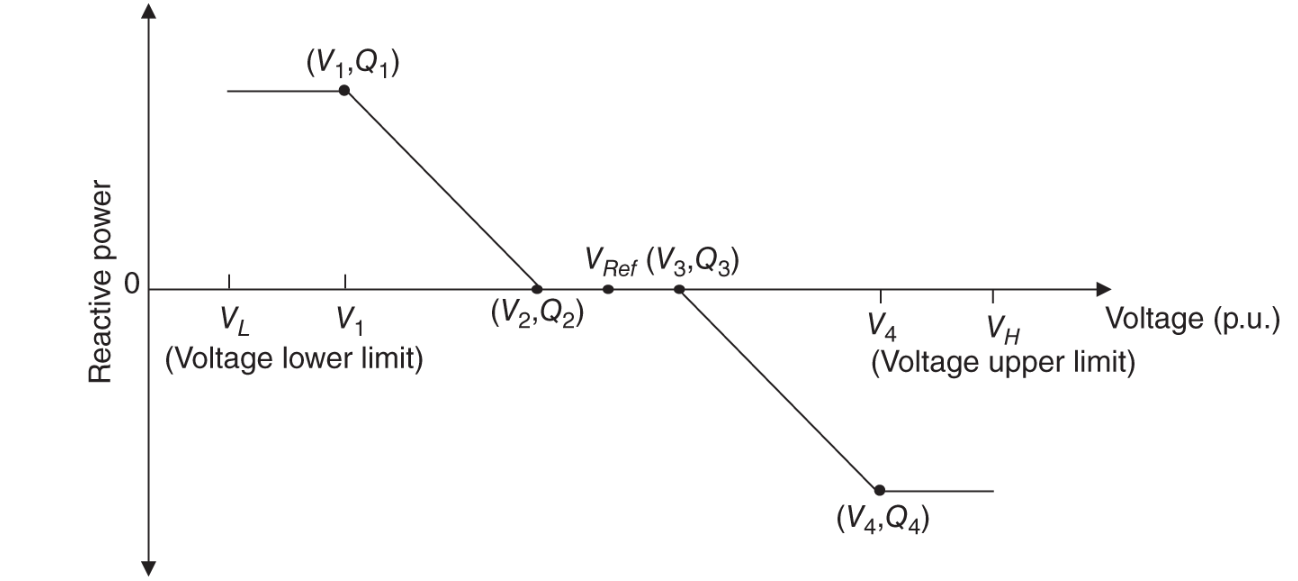 (V1,Q1)
Reactive power
0
VRef (V3,Q3)
(V2,Q2)
VL
V1
(Voltage lower limit)
V4
VH
(Voltage upper limit)
Voltage (p.u.)
(V4,Q4)